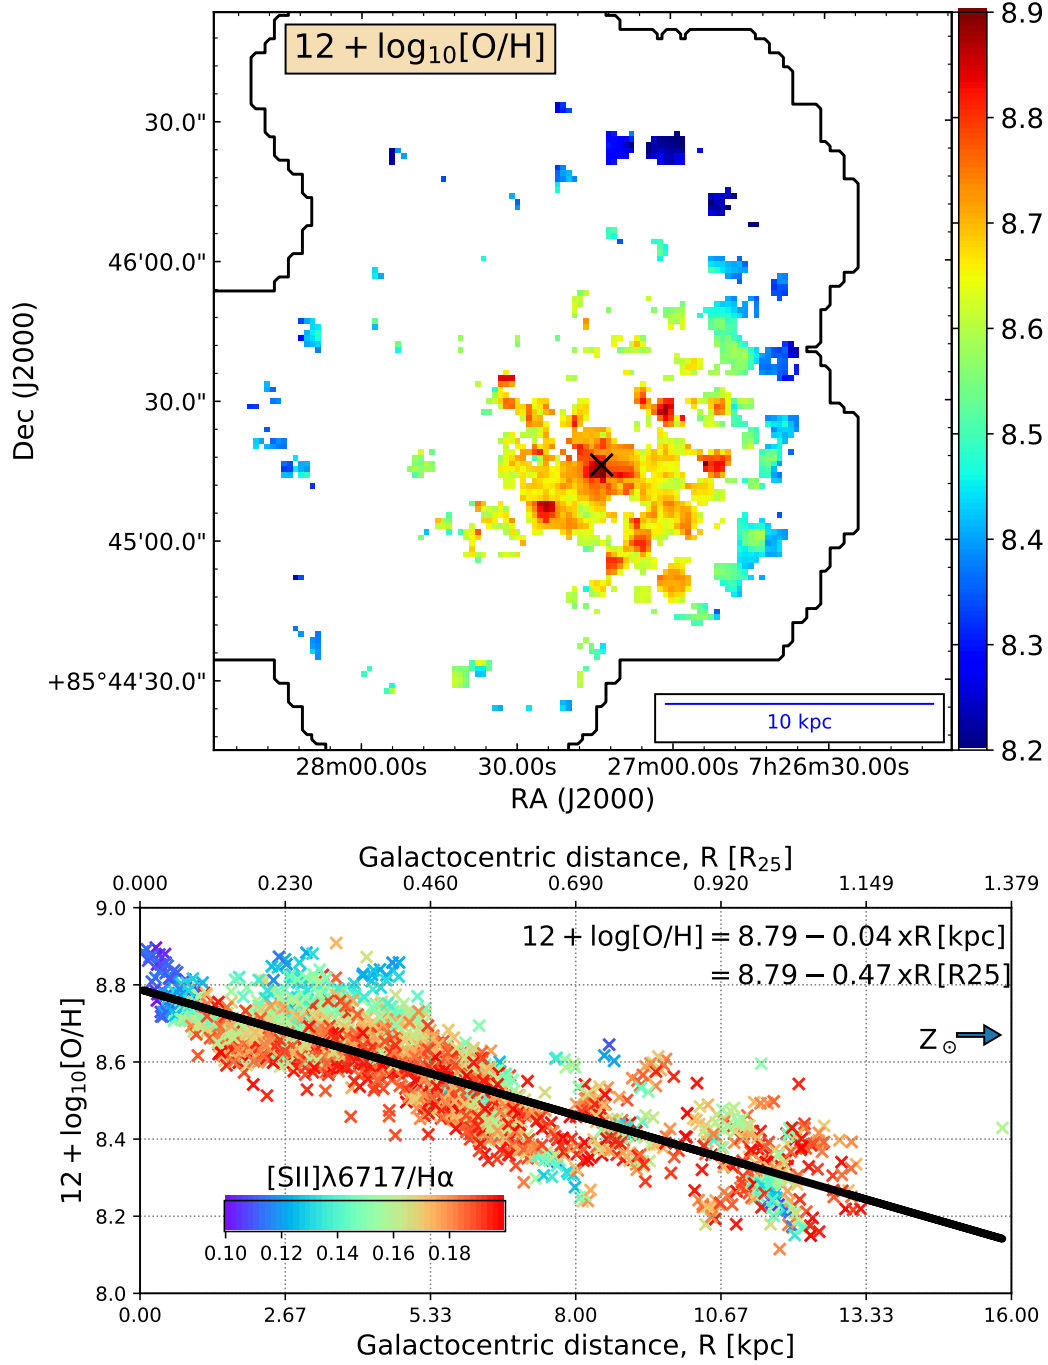 12 + log₁₀[O/H]
8.9
8.8
8.7
8.6
8.5
8.4
8.3
8.2
30.0"
46'00.0"
30.0"
45'00.0"
+85°44'30.0"
Dec (J2000)
10 kpc
28m00.00s 30.00s 27m00.00s 7h26m30.00s
RA (J2000)
Galactocentric distance, R [R₂₅]
0.000 0.230 0.460 0.690 0.920 1.149 1.379
9.0
8.8
8.6
8.4
8.2
8.0
12 + log₁₀[O/H]
12 + log[O/H] = 8.79 − 0.04 xR [kpc]
= 8.79 − 0.47 xR [R25]
Z⊙
[SII]λ6717/Hα
0.10 0.12 0.14 0.16 0.18
0.00 2.67 5.33 8.00 10.67 13.33 16.00
Galactocentric distance, R [kpc]